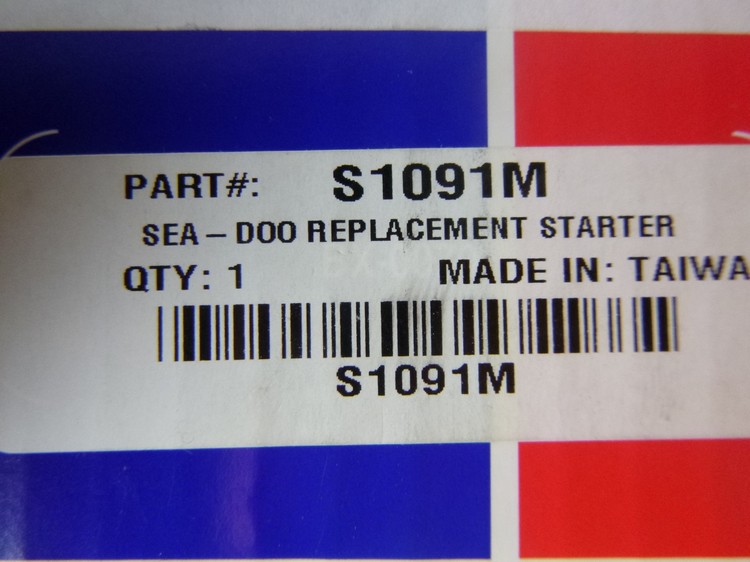 PART#: S1091M
SEA – DOO REPLACEMENT STARTER
QTY: 1 MADE IN: TAIWA
S1091M